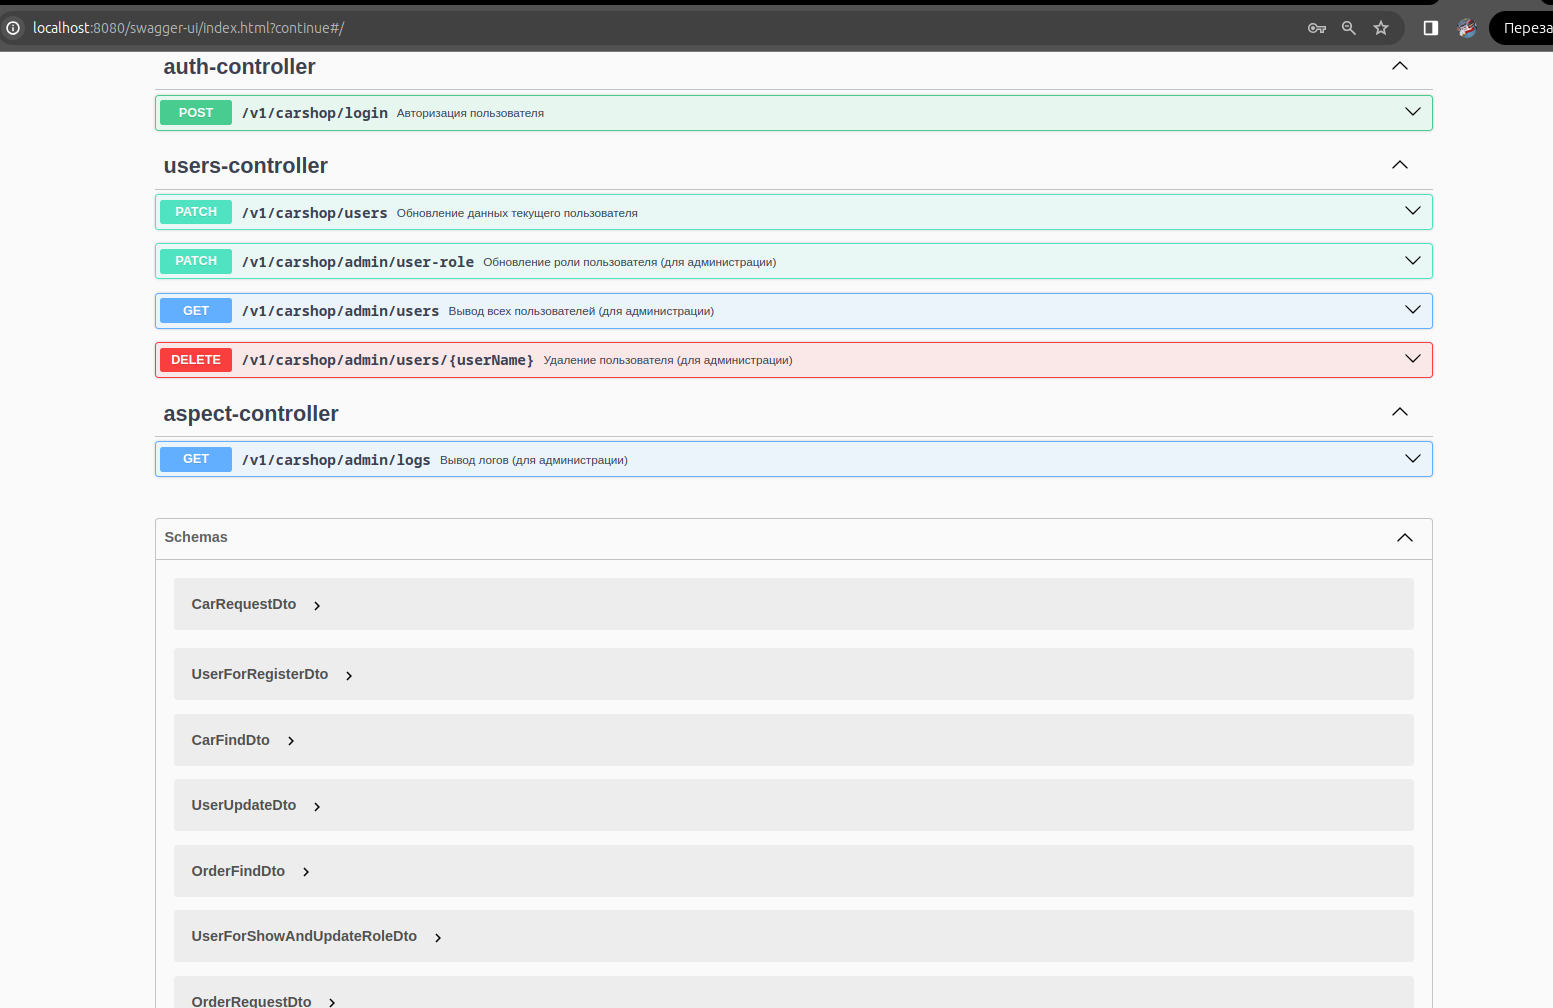 localhost:8080/swagger-ui/index.html?continue#/
Переза
auth-controller
POST /v1/carshop/login Авторизация пользователя
users-controller
PATCH /v1/carshop/users Обновление данных текущего пользователя
PATCH /v1/carshop/admin/user-role Обновление роли пользователя (для администрации)
GET /v1/carshop/admin/users Вывод всех пользователей (для администрации)
DELETE /v1/carshop/admin/users/{userName} Удаление пользователя (для администрации)
aspect-controller
GET /v1/carshop/admin/logs Вывод логов (для администрации)
Schemas
CarRequestDto
UserForRegisterDto
CarFindDto
UserUpdateDto
OrderFindDto
UserForShowAndUpdateRoleDto
OrderRequestDto